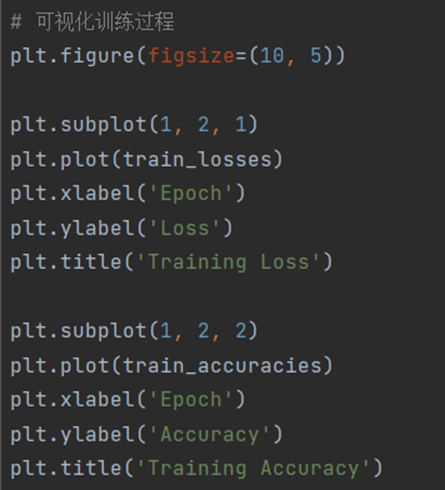 # 可视化训练过程
plt.figure(figsize=(10, 5))
plt.subplot(1, 2, 1)
plt.plot(train_losses)
plt.xlabel('Epoch')
plt.ylabel('Loss')
plt.title('Training Loss')
plt.subplot(1, 2, 2)
plt.plot(train_accuracies)
plt.xlabel('Epoch')
plt.ylabel('Accuracy')
plt.title('Training Accuracy')